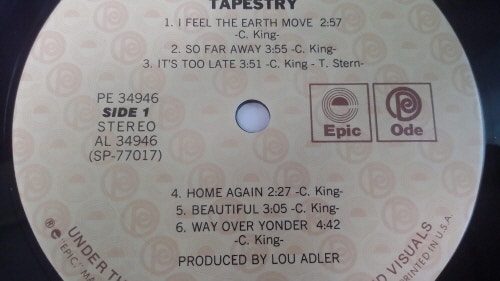 TAPESTRY
1. I FEEL THE EARTH MOVE 2:57
-C. King-
2. SO FAR AWAY 3:55 -C. King-
3. IT'S TOO LATE 3:51 -C. King - T. Stern-
PE 34946
SIDE 1
STEREO
AL 34946
(SP-77017)
Epic
Ode
4. HOME AGAIN 2:27 -C. King-
5. BEAUTIFUL 3:05 -C. King-
6. WAY OVER YONDER 4:42
-C. King-
PRODUCED BY LOU ADLER
UNDER
"EPIC,"
VISUALS
PRINTED IN U.S.A.